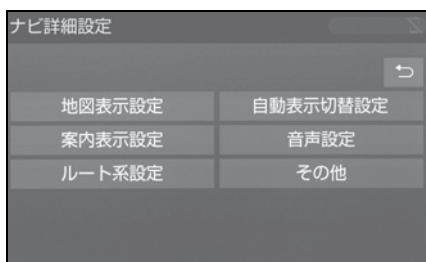 ナビ詳細設定
地図表示設定
自動表示切替設定
案内表示設定
音声設定
ルート系設定
その他